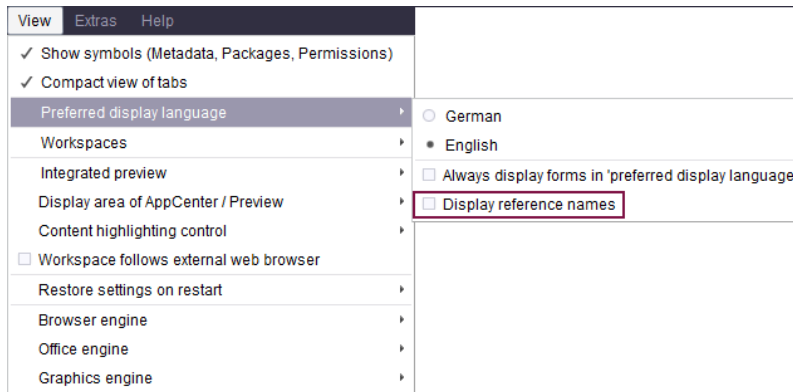 View Extras Help
✓ Show symbols (Metadata, Packages, Permissions)
✓ Compact view of tabs
Preferred display language
Workspaces
Integrated preview
Display area of AppCenter / Preview
Content highlighting control
Workspace follows external web browser
Restore settings on restart
Browser engine
Office engine
Graphics engine
German
English
Always display forms in 'preferred display language
Display reference names